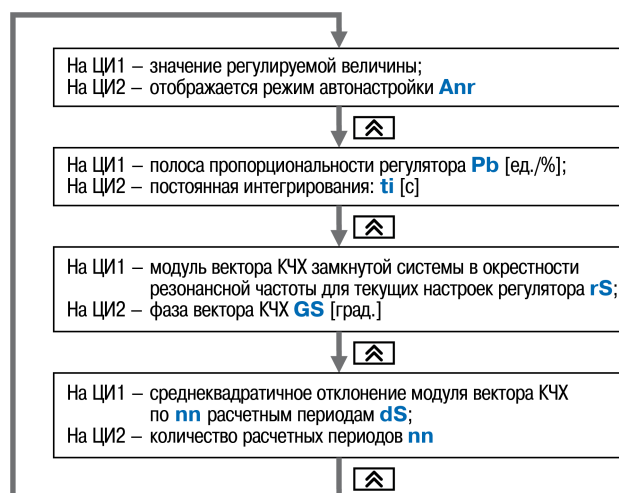 На ЦИ1 – значение регулируемой величины;
На ЦИ2 – отображается режим автонастройки Anr
На ЦИ1 – полоса пропорциональности регулятора Pb [ед./%];
На ЦИ2 – постоянная интегрирования: ti [с]
На ЦИ1 – модуль вектора КЧХ замкнутой системы в окрестности
резонансной частоты для текущих настроек регулятора rS;
На ЦИ2 – фаза вектора КЧХ GS [град.]
На ЦИ1 – среднеквадратичное отклонение модуля вектора КЧХ
по nn расчетным периодам dS;
На ЦИ2 – количество расчетных периодов nn